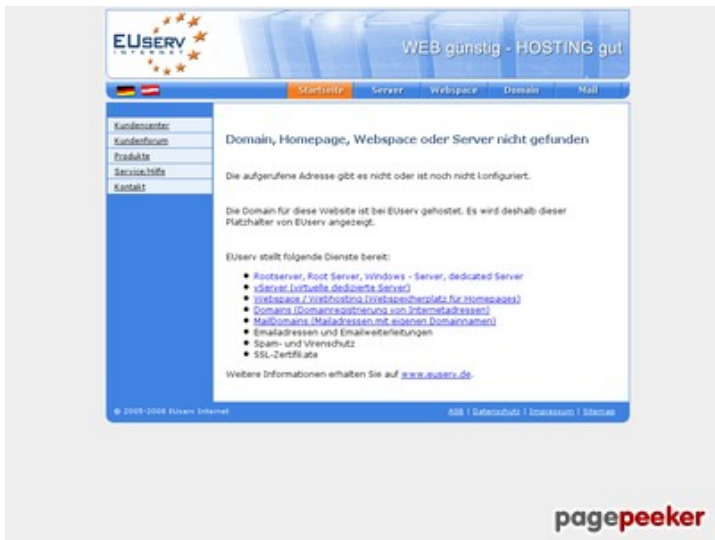 EUSERV
INTERNET
WEB günstig - HOSTING gut
Startseite Server Webspace Domain Mail
Kundencenter
Kundenforum
Produkte
Service/Hilfe
Kontakt
Domain, Homepage, Webspace oder Server nicht gefunden
Die aufgerufene Adresse gibt es nicht oder ist noch nicht konfiguriert.
Die Domain für diese Website ist bei EUserv gehostet. Es wird deshalb dieser
Platzhalter von EUserv angezeigt.
EUserv stellt folgende Dienste bereit:
Rootserver, Root Server, Windows - Server, dedicated Server
vServer (virtuelle dedizierte Server)
Webspace / Webhosting (Webspeicherplatz für Homepages)
Domains (Domainregistrierung von Internetadressen)
MailDomains (Mailadressen mit eigenen Domainnamen)
Emailadressen und Emailweiterleitungen
Spam- und Virenschutz
SSL-Zertifikate
Weitere Informationen erhalten Sie auf www.euserv.de.
© 2005-2008 EUserv Internet
AGB | Datenschutz | Impressum | Sitemap
pagepeeker